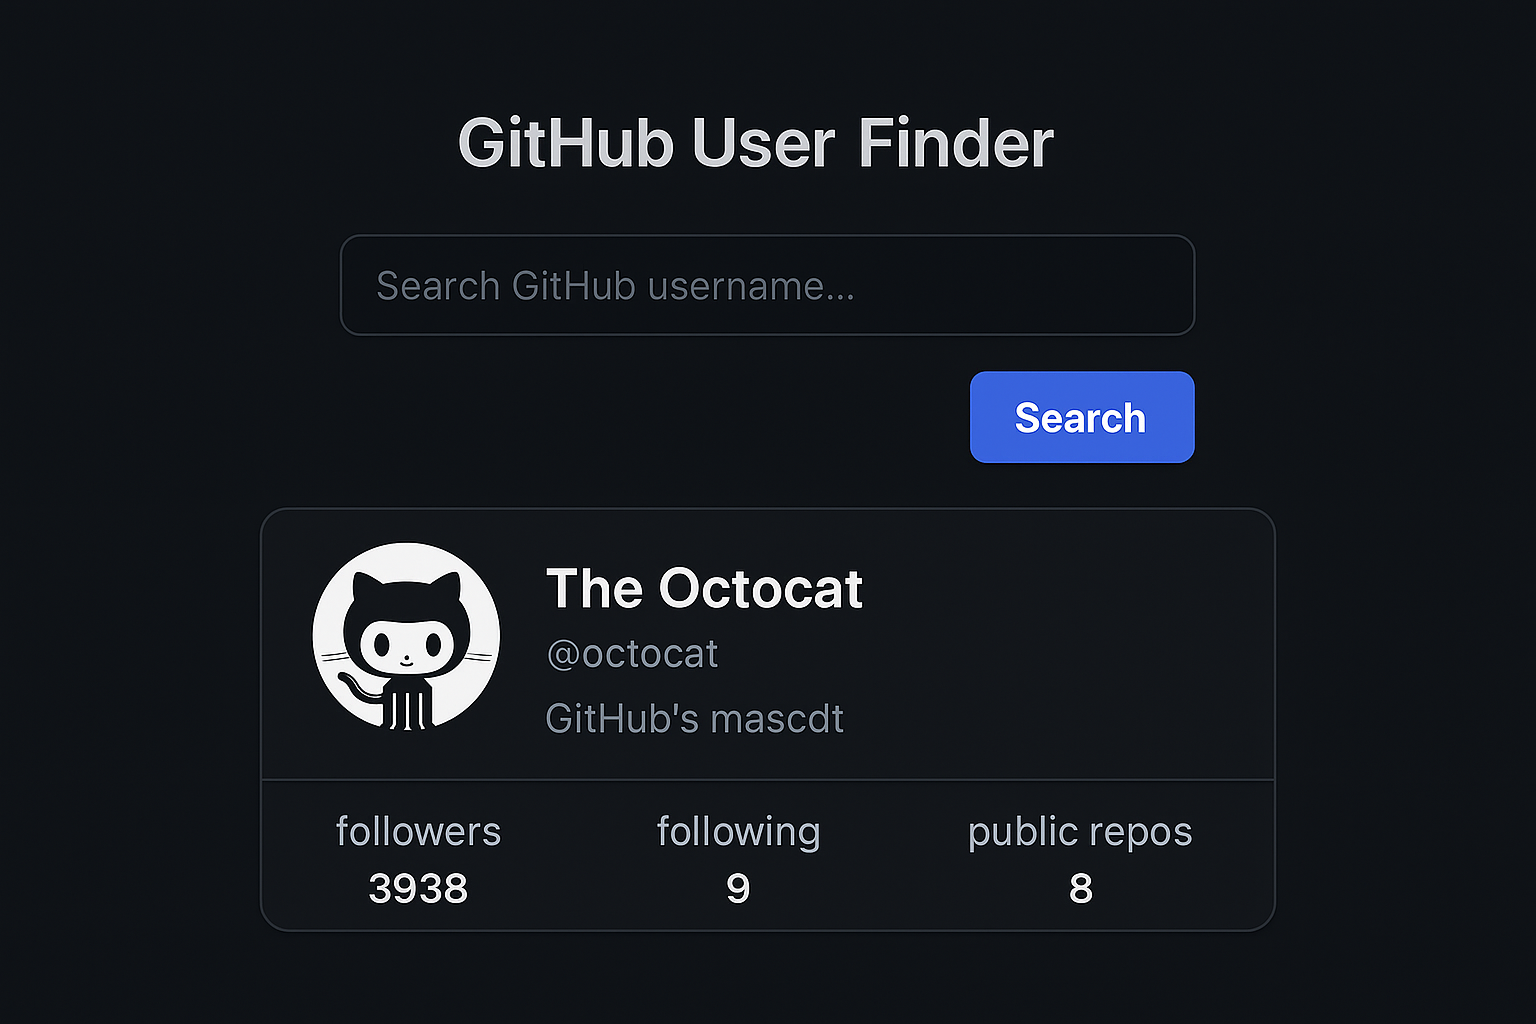 GitHub User Finder
Search GitHub username...
Search
The Octocat
@octocat
GitHub's mascdt
followers following public repos
3938 9 8